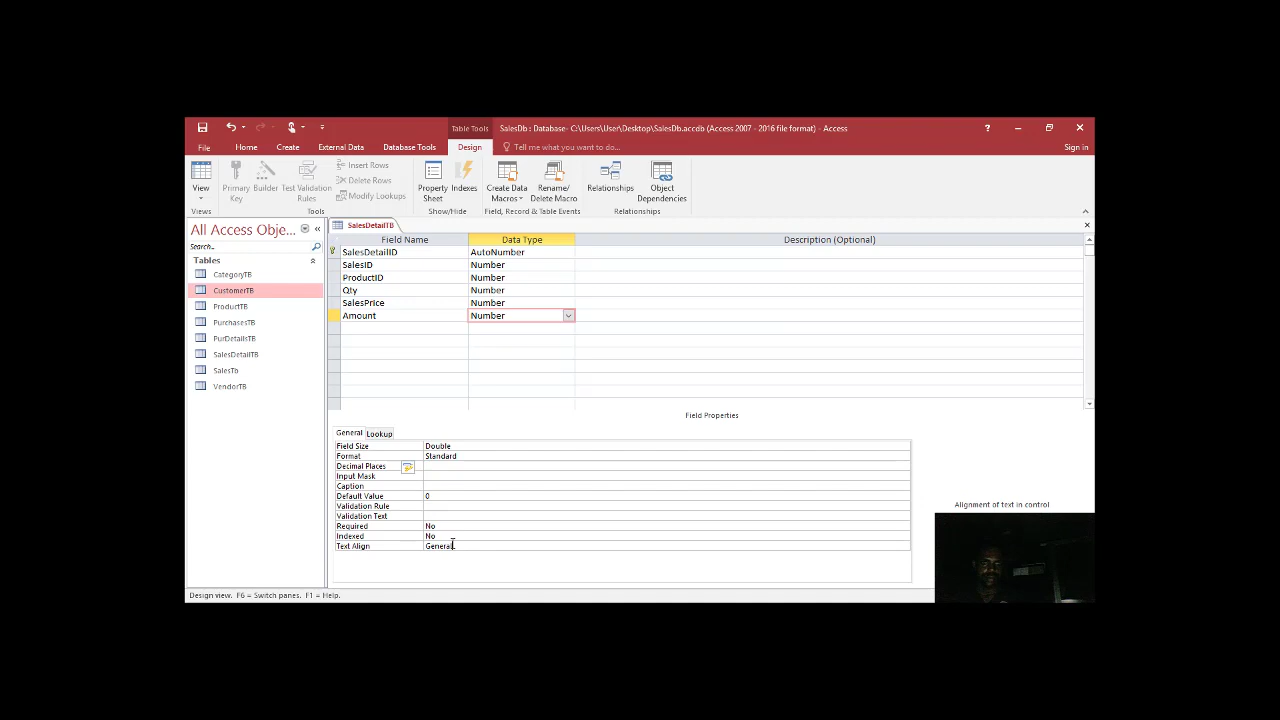 SalesDb : Database- C:\Users\User\Desktop\SalesDb.accdb (Access 2007 - 2016 file format) - Access
Table Tools
?
File Home Create External Data Database Tools Design Tell me what you want to do... Sign in
View
Views
Primary Key
Builder
Test Validation Rules
Insert Rows
Delete Rows
Modify Lookups
Tools
Property Sheet
Indexes
Show/Hide
Create Data Macros
Rename/ Delete Macro
Field, Record & Table Events
Relationships
Object Dependencies
Relationships
All Access Obje...
Search...
Tables
CategoryTB
CustomerTB
ProductTB
PurchasesTB
PurDetailsTB
SalesDetailTB
SalesTb
VendorTB
SalesDetailTB
Field Name Data Type Description (Optional)
SalesDetailID AutoNumber
SalesID Number
ProductID Number
Qty Number
SalesPrice Number
Amount Number
Field Properties
General Lookup
Field Size Double
Format Standard
Decimal Places
Input Mask
Caption
Default Value 0
Validation Rule
Validation Text
Required No
Indexed No
Text Align General
Alignment of text in control
Design view. F6 = Switch panes. F1 = Help.